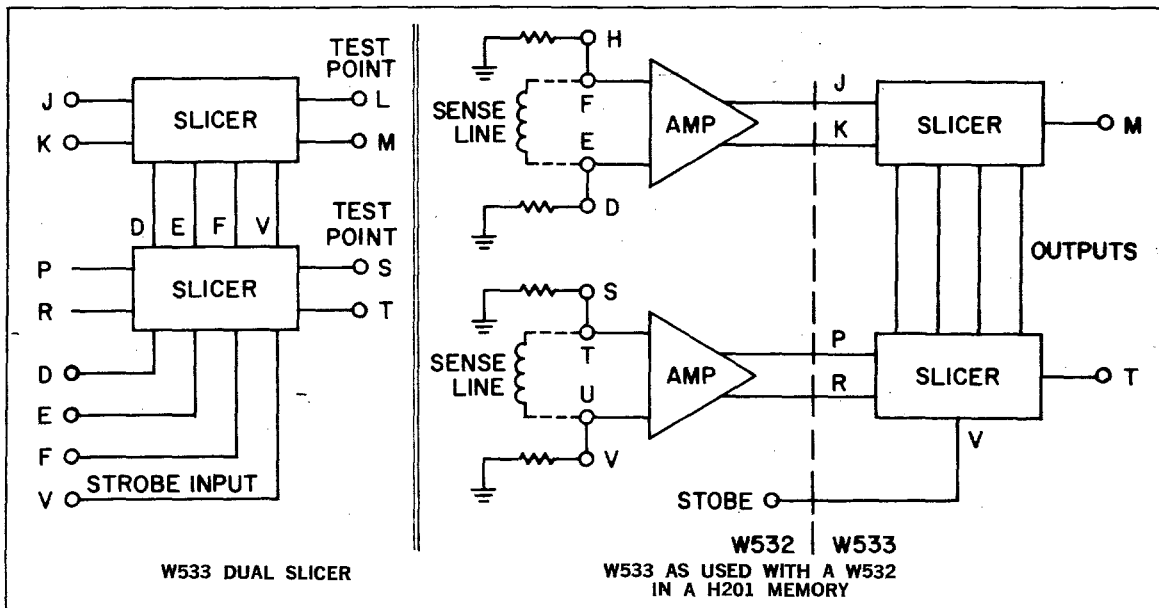 TEST
POINT
J
SLICER
L
K
M
D E F V
TEST
POINT
P
SLICER
S
R
T
D
E
F
V STROBE INPUT
W533 DUAL SLICER
H
F
SENSE
LINE
E
AMP
D
J
K
SLICER
M
OUTPUTS
S
T
SENSE
LINE
U
AMP
V
P
R
SLICER
T
V
STOBE
W532 W533
W533 AS USED WITH A W532
IN A H201 MEMORY